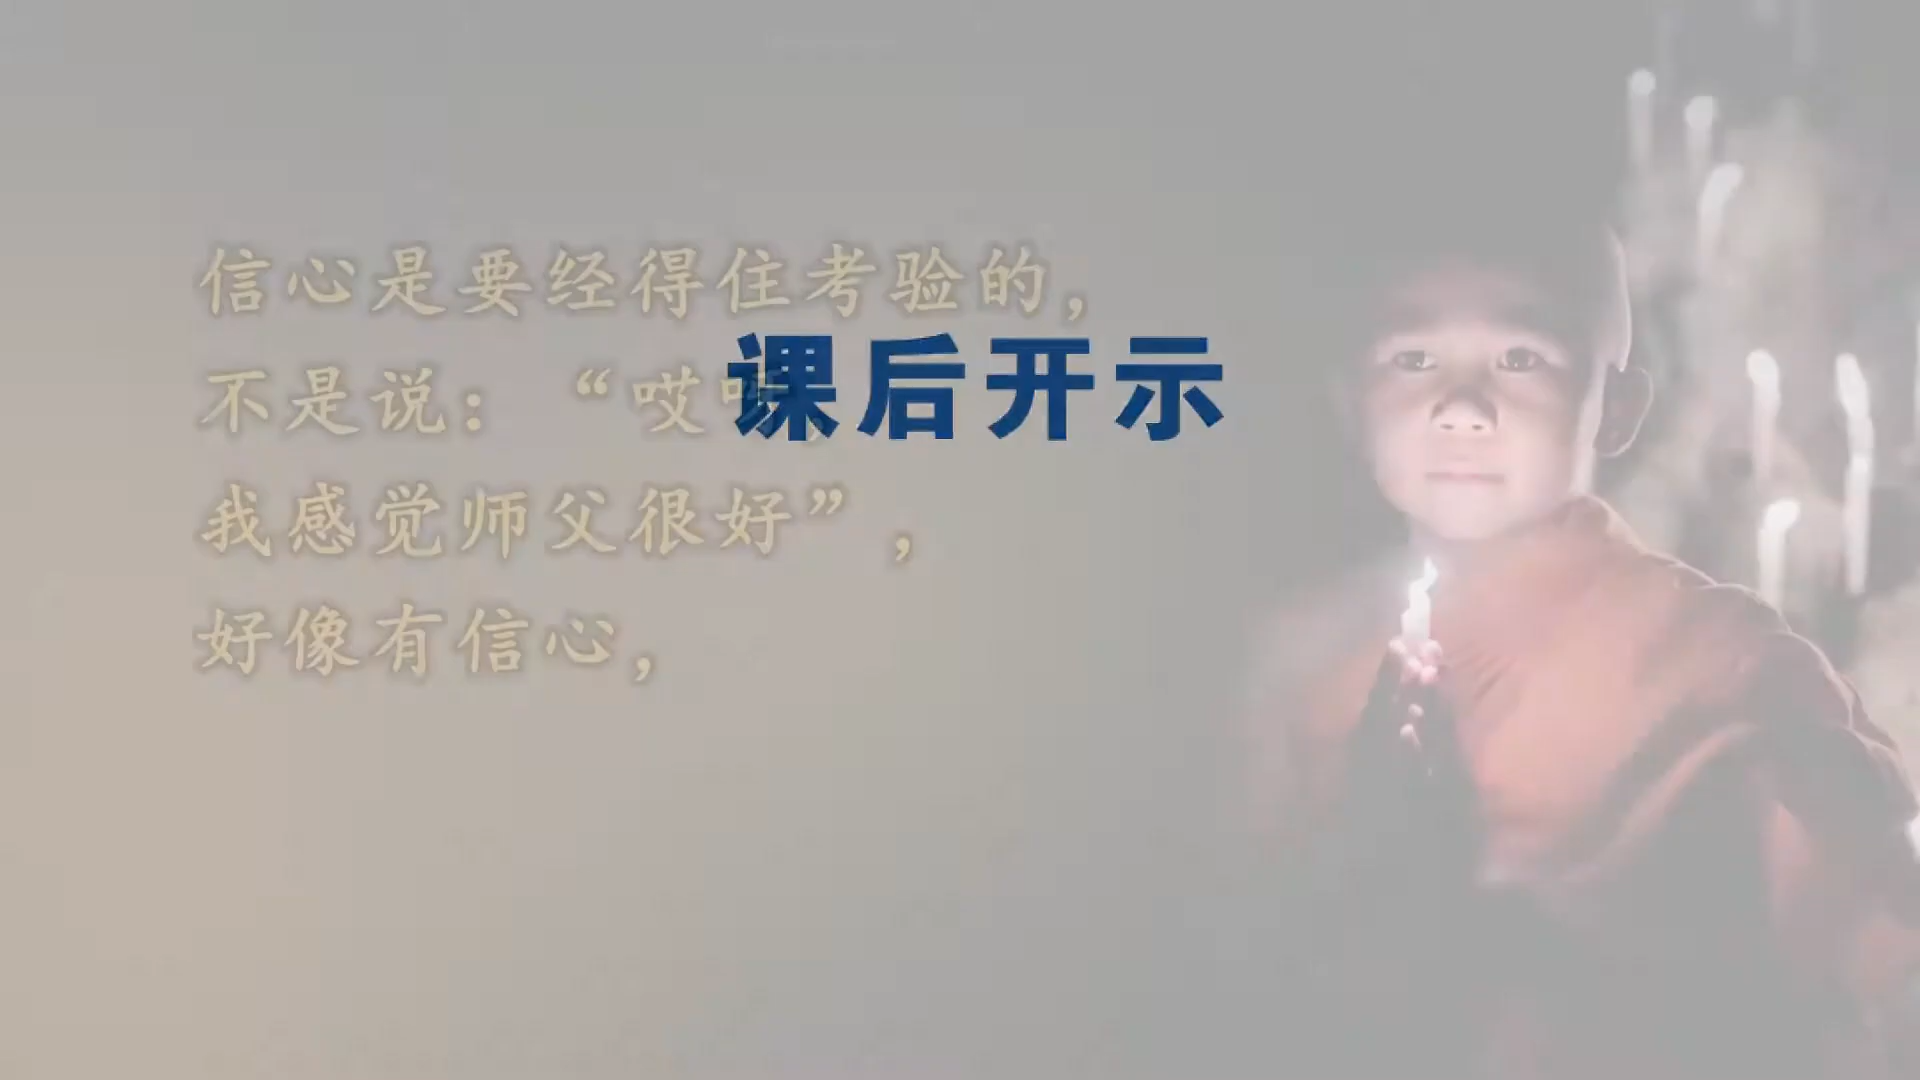 信心是要经得住考验的，
课后开示
不是说：“哎呀，
我感觉师父很好”，
好像有信心，